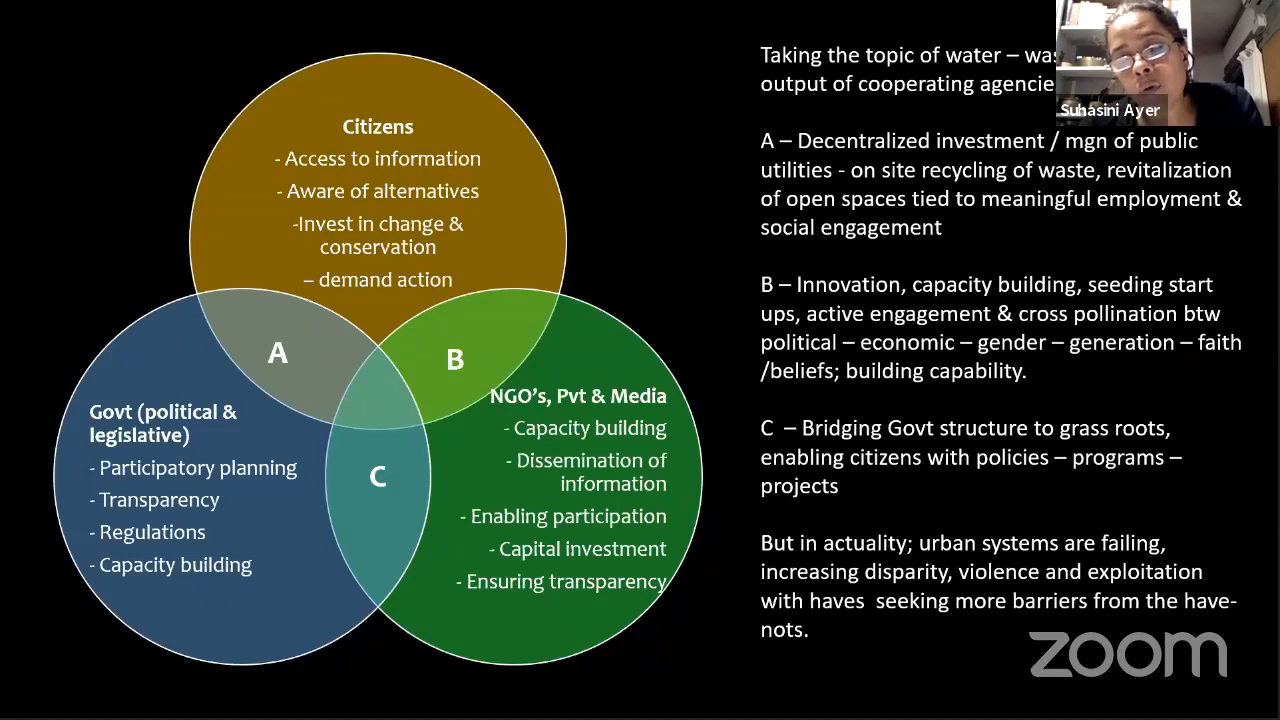 Citizens
- Access to information
- Aware of alternatives
-Invest in change &
conservation
– demand action
A
B
C
Govt (political &
legislative)
- Participatory planning
- Transparency
- Regulations
- Capacity building
NGO's, Pvt & Media
- Capacity building
- Dissemination of
information
- Enabling participation
- Capital investment
- Ensuring transparency
Taking the topic of water –
output of cooperating
A – Decentralized investment / mgn of public
utilities - on site recycling of waste, revitalization
of open spaces tied to meaningful employment &
social engagement
B – Innovation, capacity building, seeding start
ups, active engagement & cross pollination btw
political – economic – gender – generation – faith
/beliefs; building capability.
C – Bridging Govt structure to grass roots,
enabling citizens with policies – programs –
projects
But in actuality; urban systems are failing,
increasing disparity, violence and exploitation
with haves seeking more barriers from the have-
nots.
Suhasini Ayer
zoom